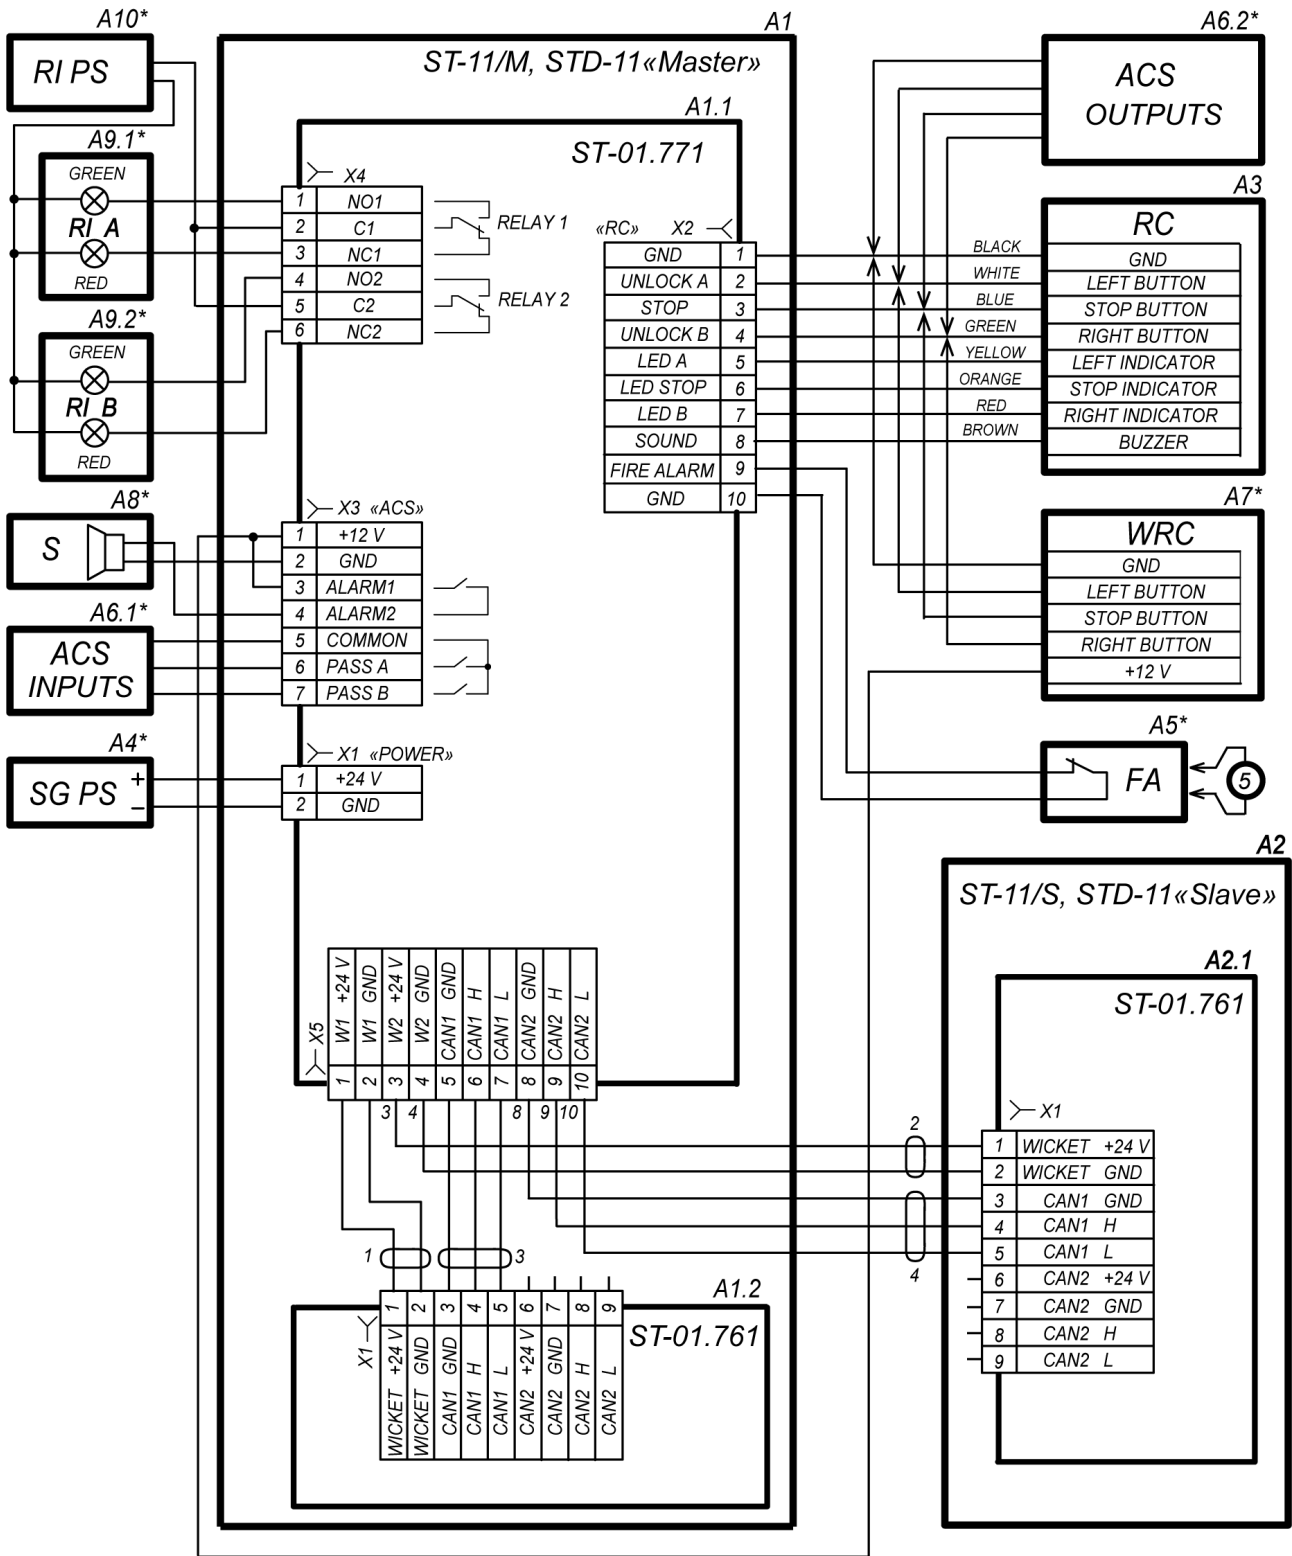 A10*
RI PS
A9.1*
GREEN
RI A
RED
A9.2*
GREEN
RI B
RED
A8*
S
A6.1*
ACS
INPUTS
A4*
SG PS
+
−
A1
ST-11/M, STD-11«Master»
A1.1
ST-01.771
X4
1 NO1
2 C1
3 NC1
4 NO2
5 C2
6 NC2
RELAY 1
RELAY 2
X3 «ACS»
1 +12 V
2 GND
3 ALARM1
4 ALARM2
5 COMMON
6 PASS A
7 PASS B
X1 «POWER»
1 +24 V
2 GND
«RC» X2
GND 1
UNLOCK A 2
STOP 3
UNLOCK B 4
LED A 5
LED STOP 6
LED B 7
SOUND 8
FIRE ALARM 9
GND 10
BLACK
WHITE
BLUE
GREEN
YELLOW
ORANGE
RED
BROWN
A6.2*
ACS
OUTPUTS
A3
RC
GND
LEFT BUTTON
STOP BUTTON
RIGHT BUTTON
LEFT INDICATOR
STOP INDICATOR
RIGHT INDICATOR
BUZZER
A7*
WRC
GND
LEFT BUTTON
STOP BUTTON
RIGHT BUTTON
+12 V
A5*
FA
5
X5
1 W1 +24 V
2 W1 GND
3 W2 +24 V
4 W2 GND
5 CAN1 GND
6 CAN1 H
7 CAN1 L
8 CAN2 GND
9 CAN2 H
10 CAN2 L
3 4 8 9 10
1
3
2
4
A1.2
ST-01.761
X1
1 WICKET +24 V
2 WICKET GND
3 CAN1 GND
4 CAN1 H
5 CAN1 L
6 CAN2 +24 V
7 CAN2 GND
8 CAN2 H
9 CAN2 L
A2
ST-11/S, STD-11«Slave»
A2.1
ST-01.761
X1
1 WICKET +24 V
2 WICKET GND
3 CAN1 GND
4 CAN1 H
5 CAN1 L
6 CAN2 +24 V
7 CAN2 GND
8 CAN2 H
9 CAN2 L